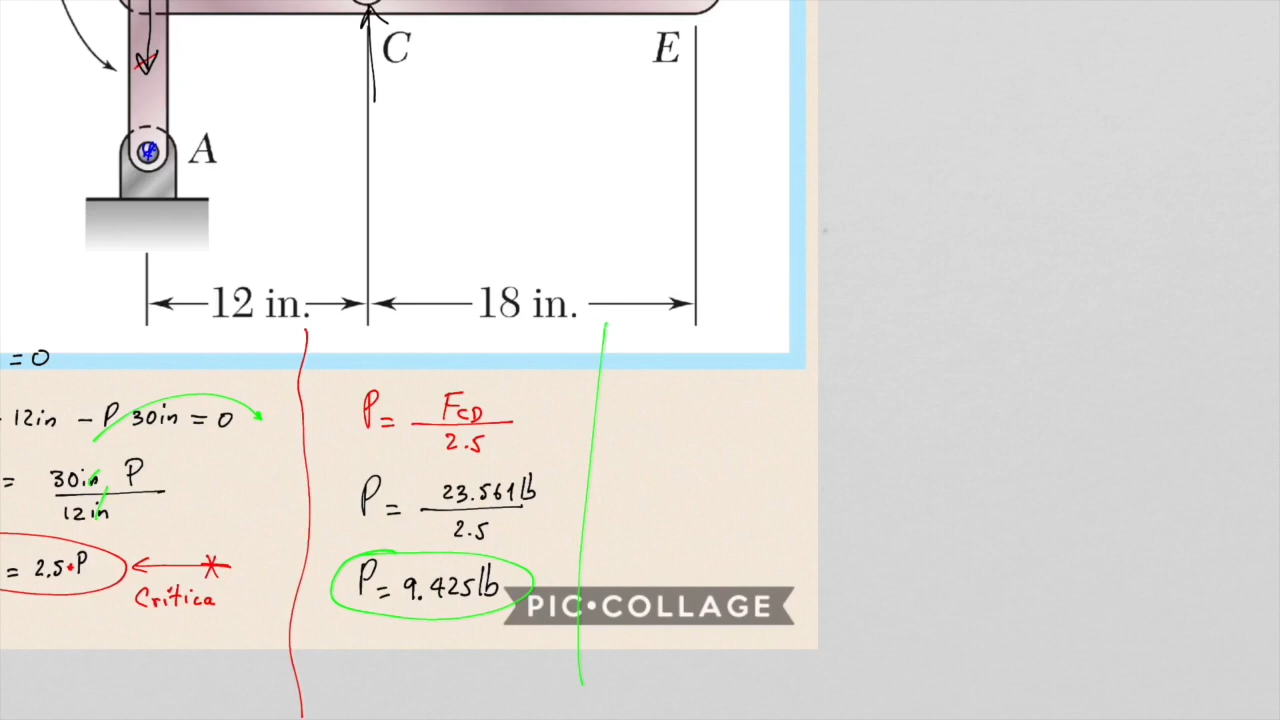 C
E
A
12 in.
18 in.
= 0
12in - P 30in = 0
= 30in P
12in
= 2.5•P
Crítica
P = FCD
2.5
P = 23.561lb
2.5
P = 9.425lb
PIC•COLLAGE